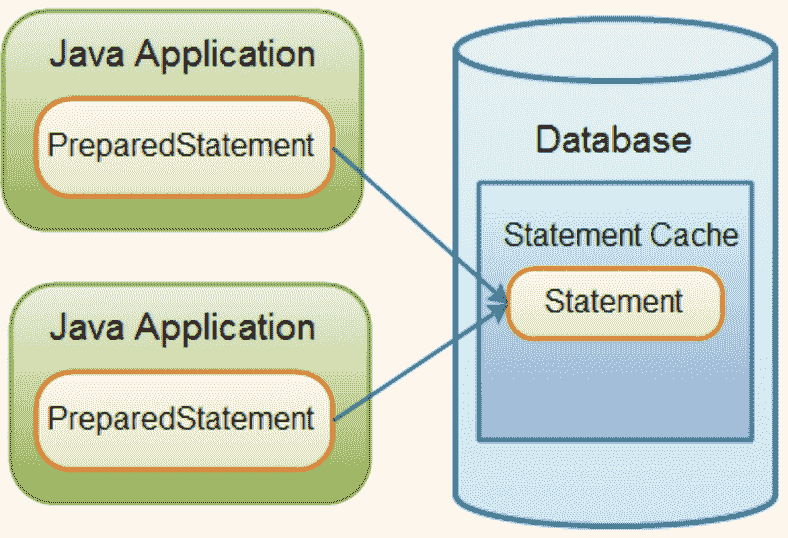 Java Application
PreparedStatement
Java Application
PreparedStatement
Database
Statement Cache
Statement